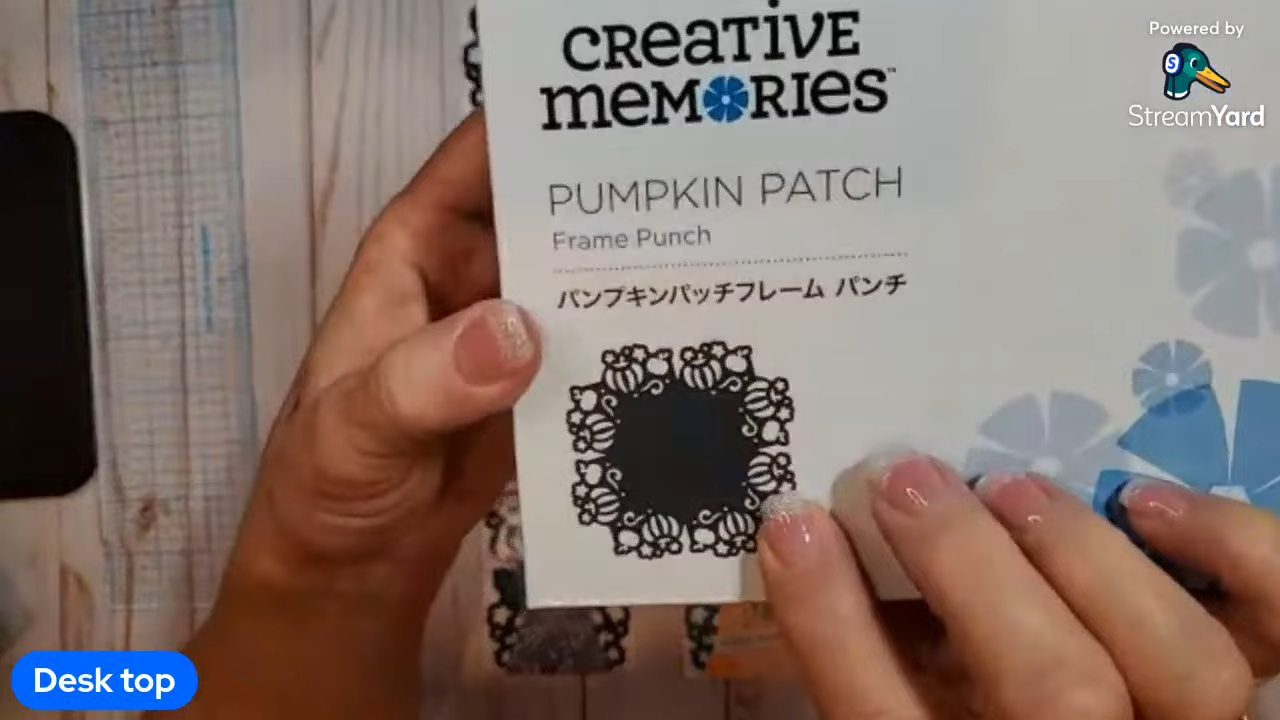 Powered by
StreamYard
CReaTiVE
MeMORIES™
PUMPKIN PATCH
Frame Punch
パンプキンパッチフレーム パンチ
Desk top